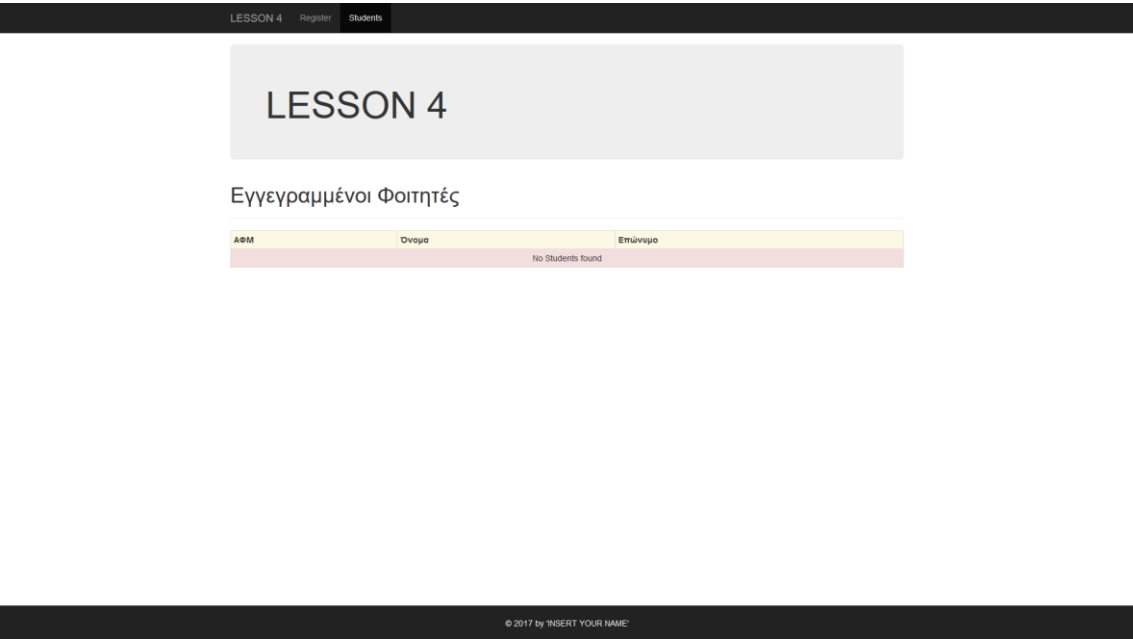 LESSON 4 Register Students
LESSON 4
Εγγεγραμμένοι Φοιτητές
ΑΦΜ Όνομα Επώνυμο
No Students found
© 2017 by 'INSERT YOUR NAME'